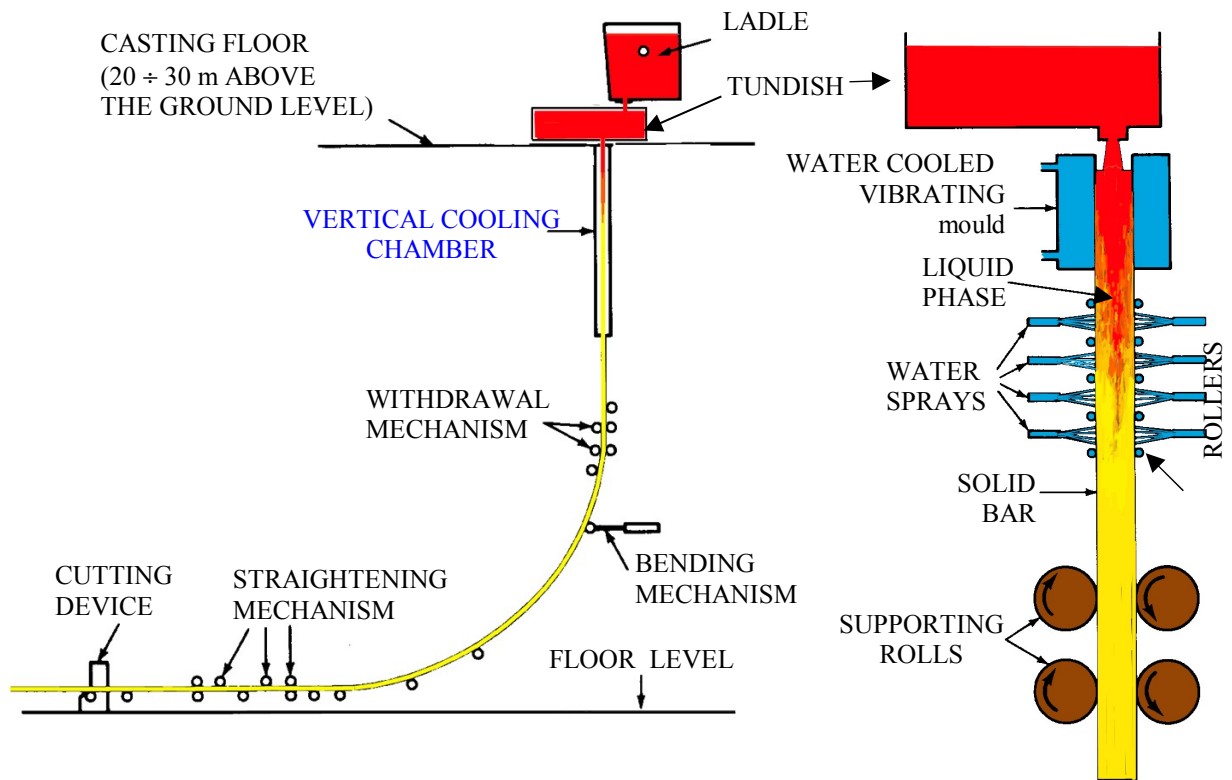 CASTING FLOOR
(20 ÷ 30 m ABOVE
THE GROUND LEVEL)
LADLE
TUNDISH
VERTICAL COOLING
CHAMBER
WITHDRAWAL
MECHANISM
BENDING
MECHANISM
CUTTING
DEVICE
STRAIGHTENING
MECHANISM
FLOOR LEVEL
WATER COOLED
VIBRATING
mould
LIQUID
PHASE
WATER
SPRAYS
ROLLERS
SOLID
BAR
SUPPORTING
ROLLS